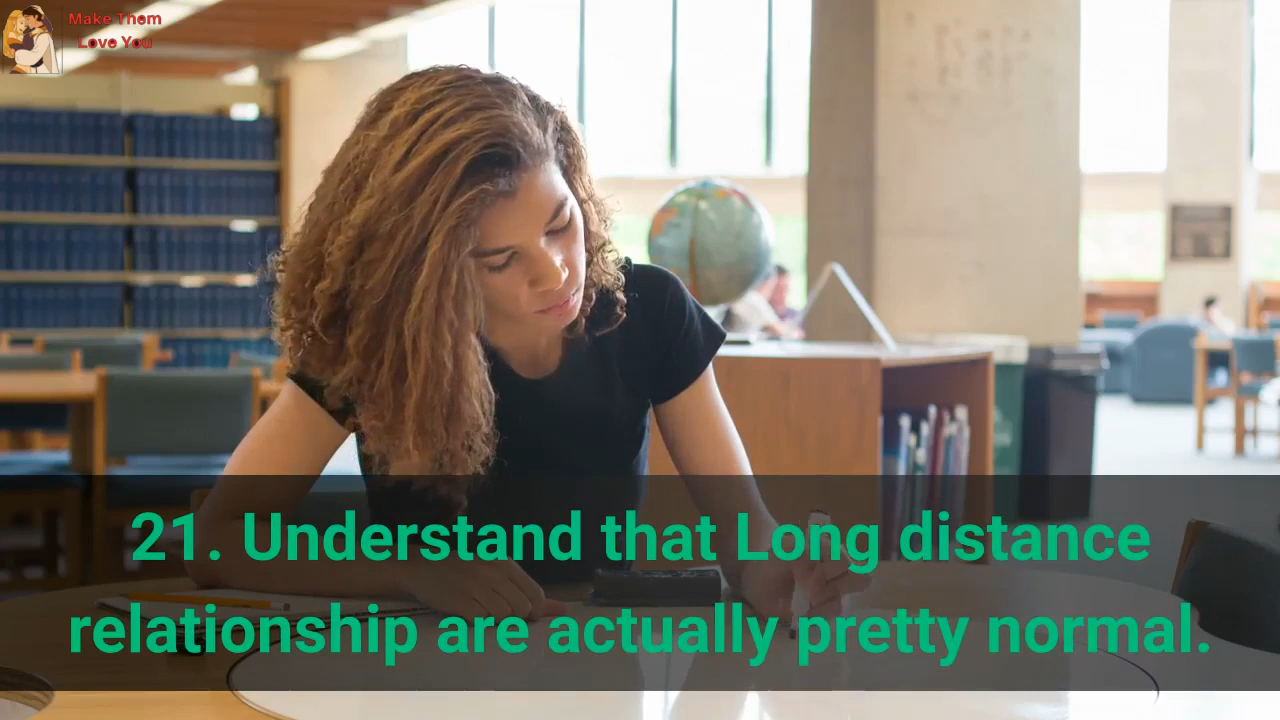 Make Them
Love You
21. Understand that Long distance
relationship are actually pretty normal.